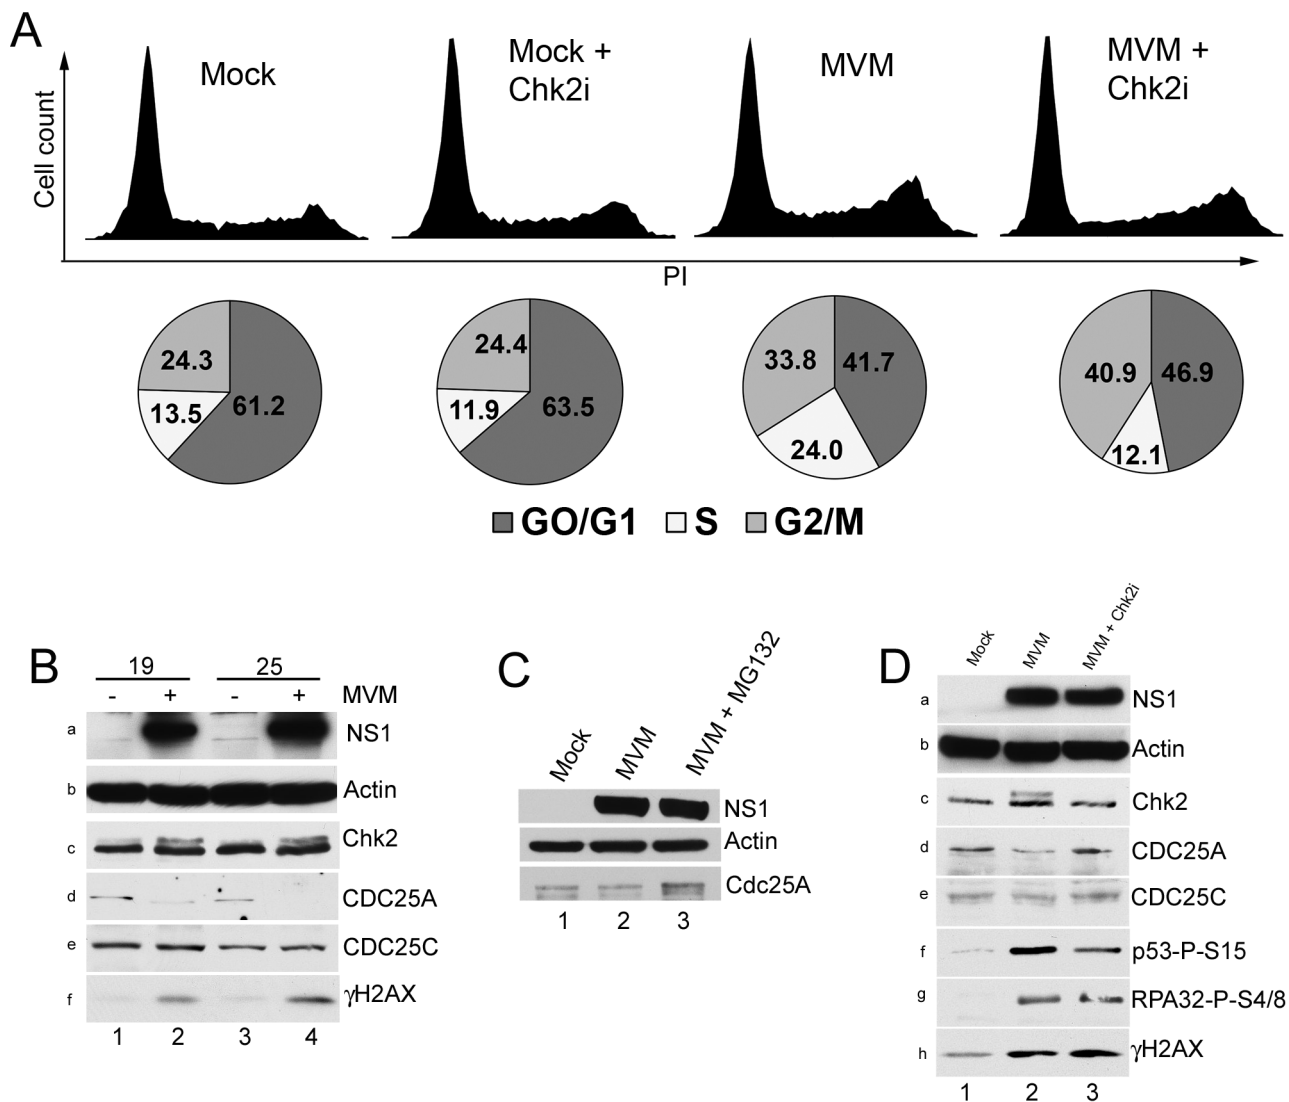 A
Cell count
Mock
Mock +
Chk2i
MVM
MVM +
Chk2i
PI
24.3
13.5
61.2
24.4
11.9
63.5
33.8
41.7
24.0
40.9
46.9
12.1
GO/G1
S
G2/M
B
19
25
-
+
-
+
MVM
a
NS1
b
Actin
c
Chk2
d
CDC25A
e
CDC25C
f
γH2AX
1
2
3
4
C
Mock
MVM
MVM + MG132
NS1
Actin
Cdc25A
1
2
3
D
Mock
MVM
MVM + Chk2i
a
NS1
b
Actin
c
Chk2
d
CDC25A
e
CDC25C
f
p53-P-S15
g
RPA32-P-S4/8
h
γH2AX
1
2
3